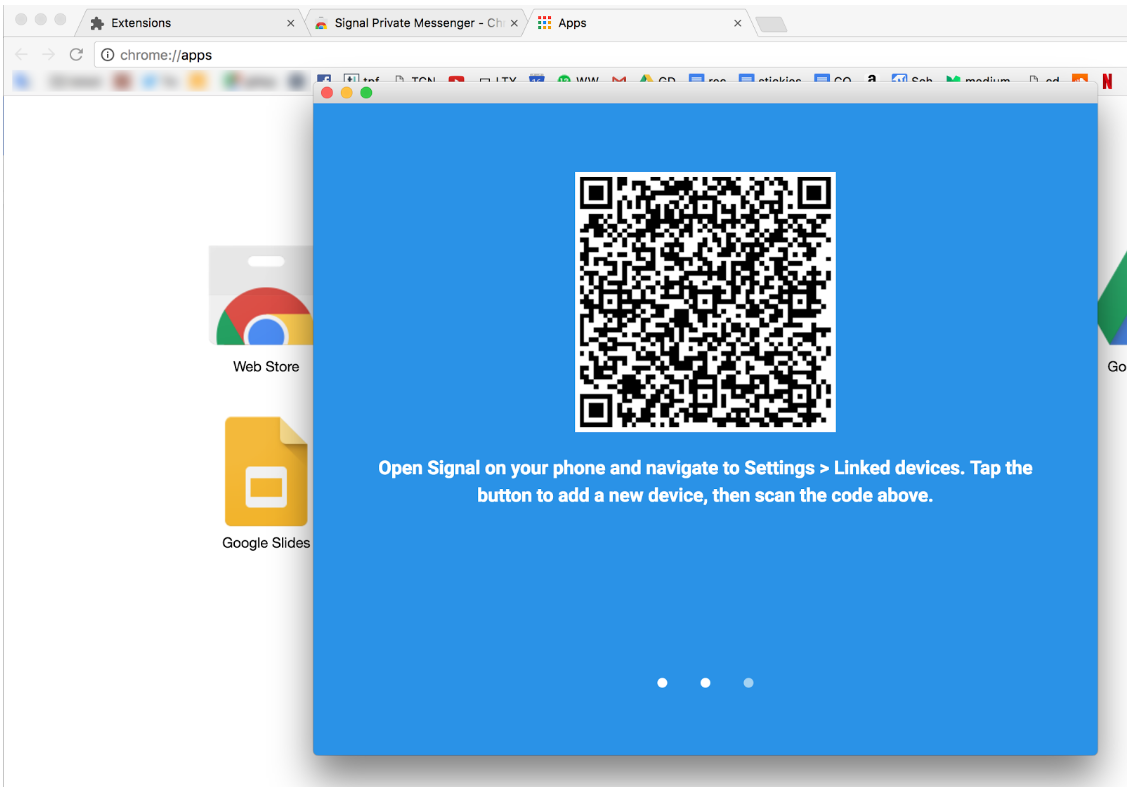 Extensions
Signal Private Messenger - Ch
Apps
chrome://apps
tnf
TCN
LTX
WW
GD
rec
stickies
CO
Sch
medium
cd
Open Signal on your phone and navigate to Settings > Linked devices. Tap the
button to add a new device, then scan the code above.
Web Store
Go
Google Slides